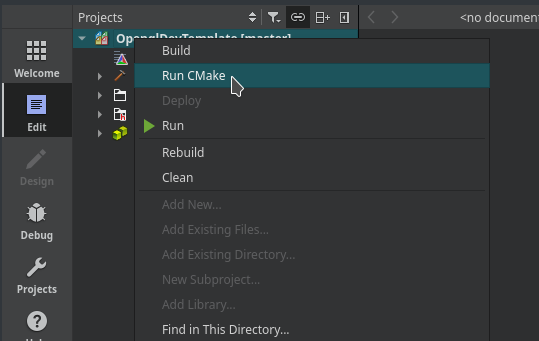 Projects
<no documen
OpenglDevTemplate [master]
Welcome
Edit
Design
Debug
Projects
Build
Run CMake
Deploy
Run
Rebuild
Clean
Add New...
Add Existing Files...
Add Existing Directory...
New Subproject...
Add Library...
Find in This Directory...